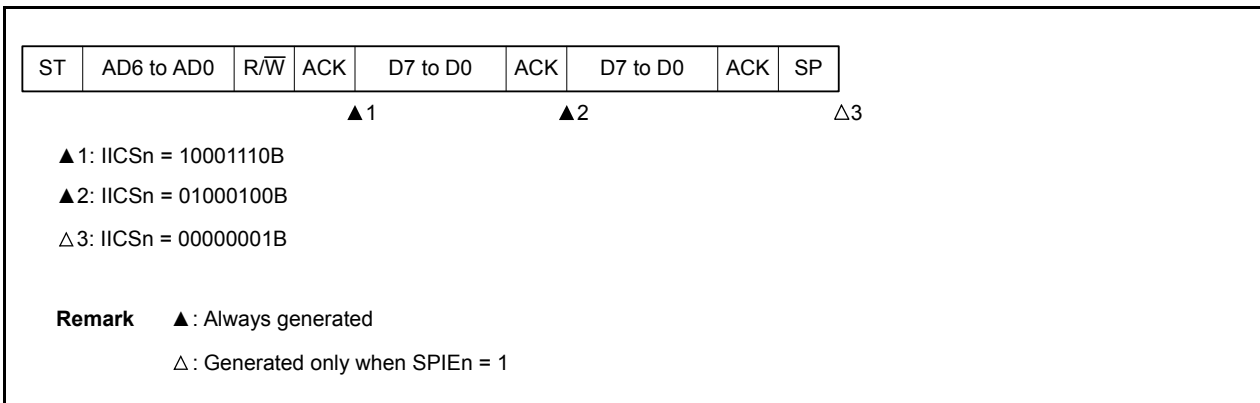 ST AD6 to AD0 R/W̅ ACK D7 to D0 ACK D7 to D0 ACK SP
▲1 ▲2 △3
▲1: IICSn = 10001110B
▲2: IICSn = 01000100B
△3: IICSn = 00000001B
Remark ▲: Always generated
△: Generated only when SPIEn = 1